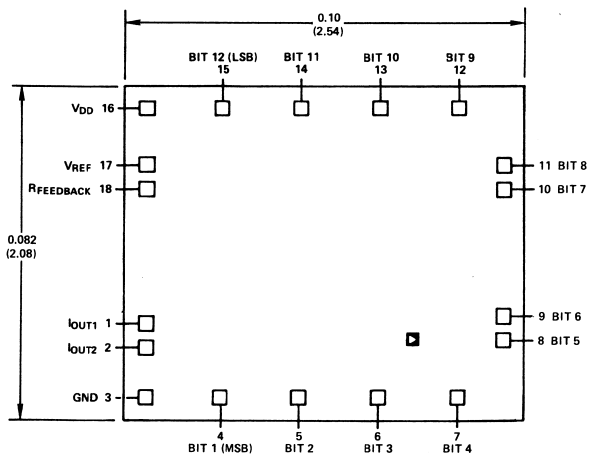 0.10
(2.54)
BIT 12 (LSB) BIT 11 BIT 10 BIT 9
15 14 13 12
VDD 16
VREF 17
RFEEDBACK 18
11 BIT 8
10 BIT 7
0.082
(2.08)
IOUT1 1
IOUT2 2
9 BIT 6
8 BIT 5
GND 3
4 5 6 7
BIT 1 (MSB) BIT 2 BIT 3 BIT 4